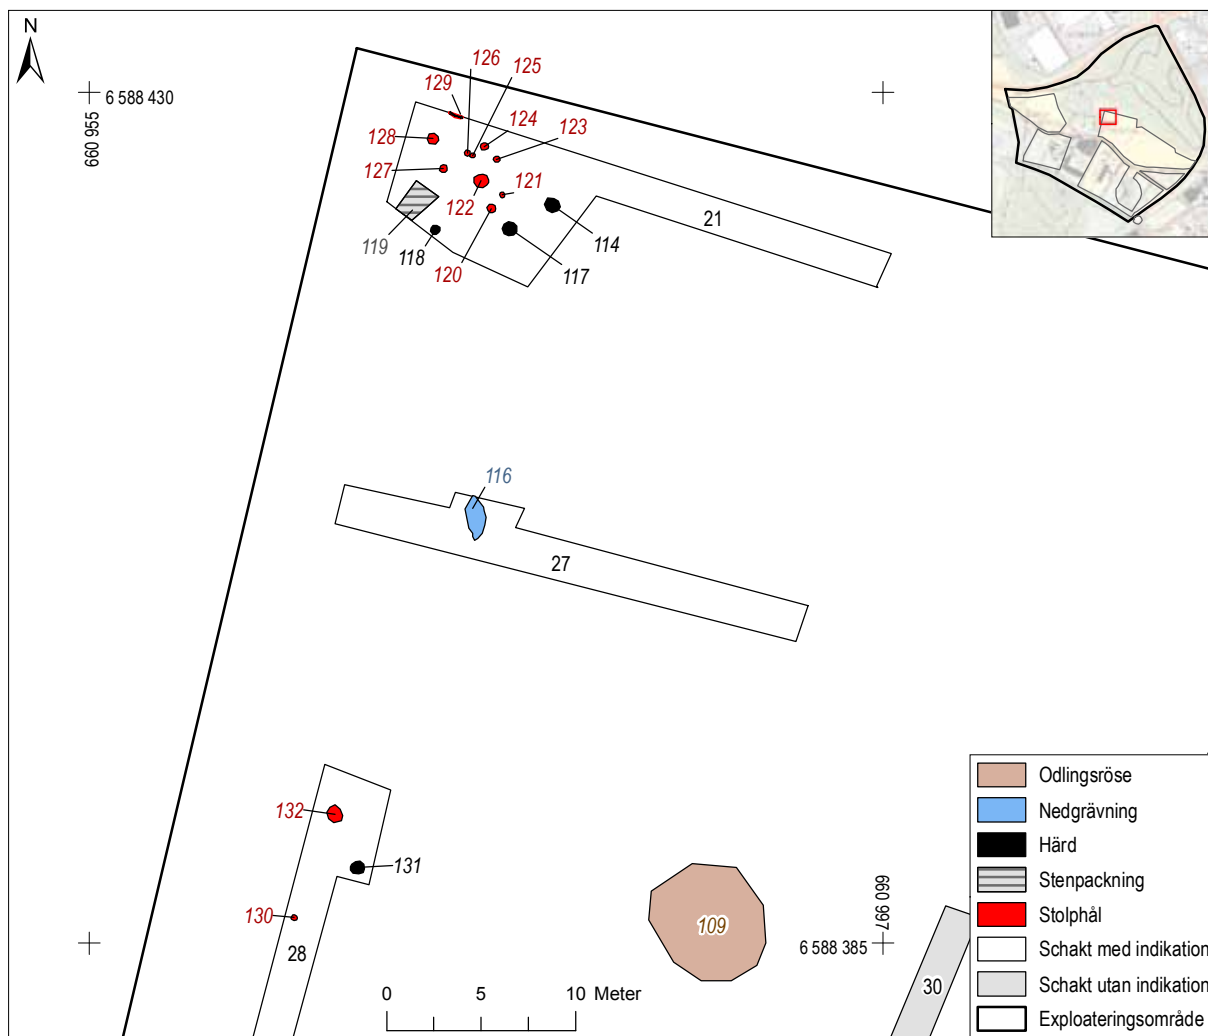 N
6 588 430
660 955
126
125
129
124
123
128
127
121
122
114
21
119
118
117
120
116
27
132
131
130
28
109
660 997
6 588 385
30
0 5 10 Meter
Odlingsröse
Nedgrävning
Härd
Stenpackning
Stolphål
Schakt med indikation
Schakt utan indikation
Exploateringsområde